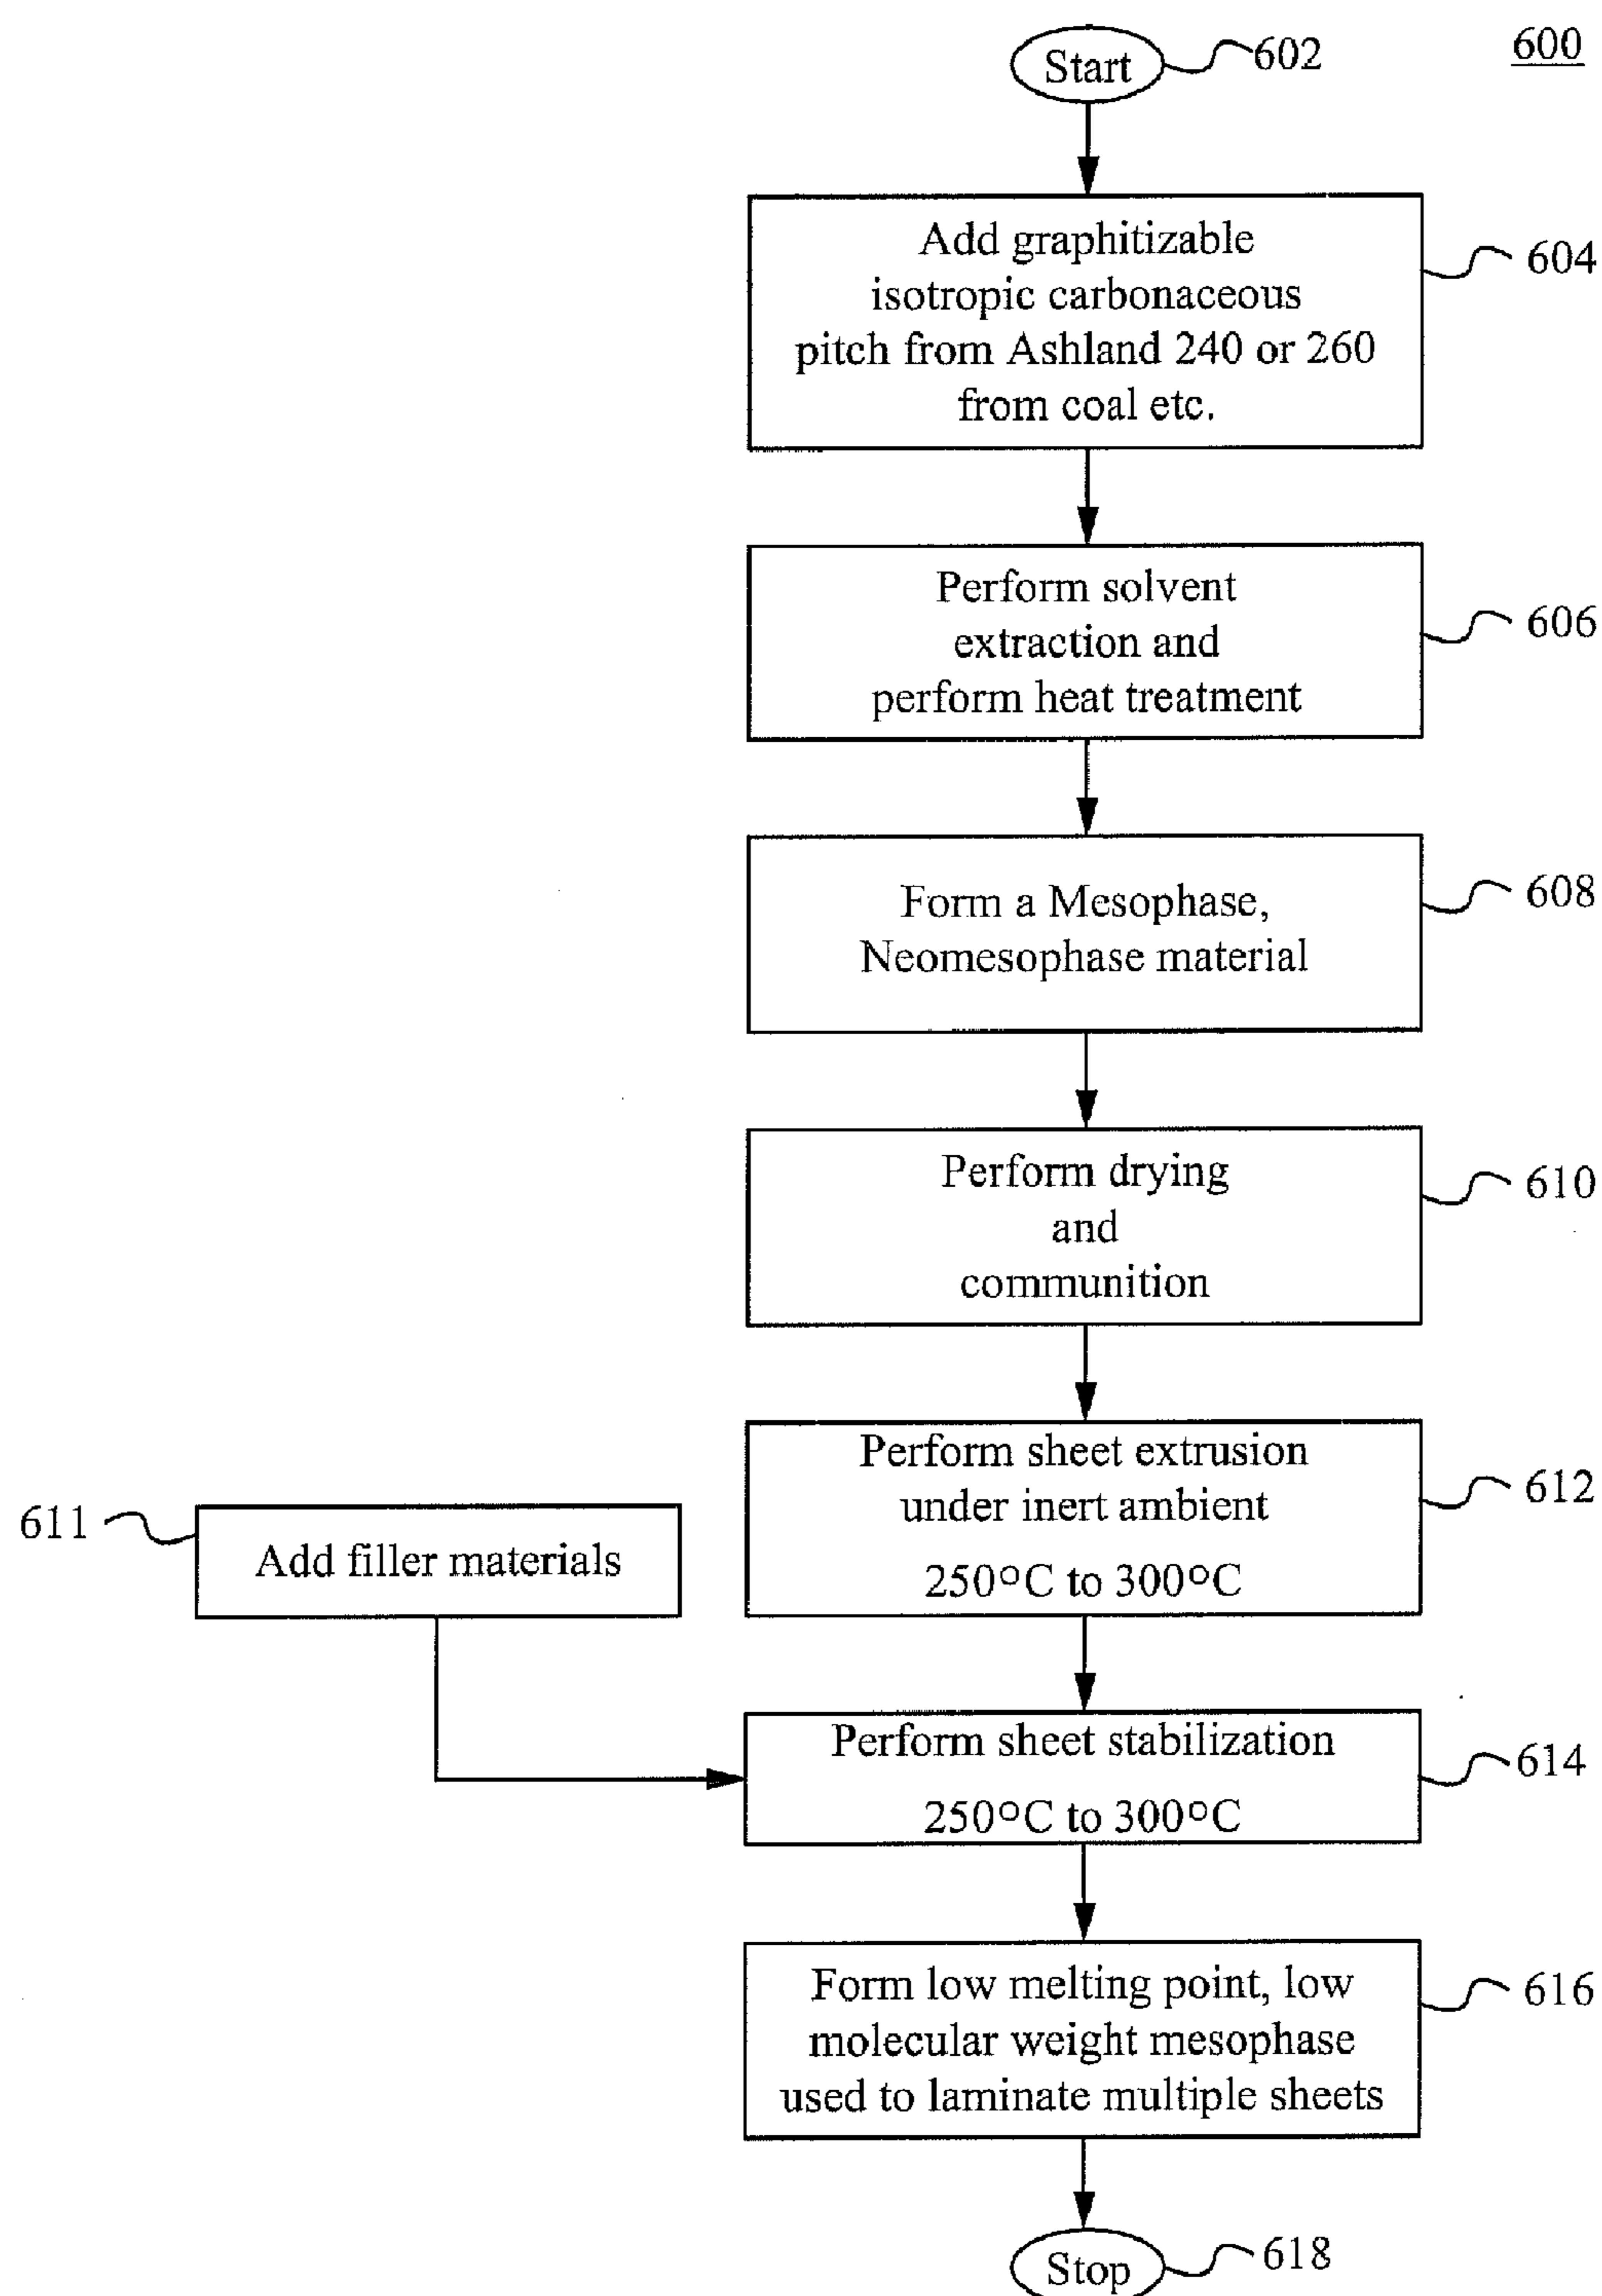 600
Start
602
Add graphitizable
isotropic carbonaceous
pitch from Ashland 240 or 260
from coal etc.
604
Perform solvent
extraction and
perform heat treatment
606
Form a Mesophase,
Neomesophase material
608
Perform drying
and
communition
610
Perform sheet extrusion
under inert ambient
250°C to 300°C
612
611
Add filler materials
Perform sheet stabilization
250°C to 300°C
614
Form low melting point, low
molecular weight mesophase
used to laminate multiple sheets
616
Stop
618